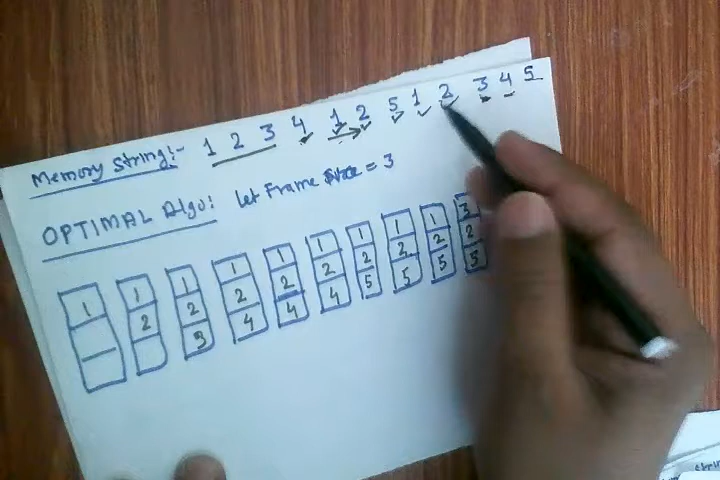 Memory string:- 1 2 3 4 1 2 5 1 2 3 4 5
OPTIMAL Algo: let Frame Size = 3
1 1 1 1 1 1 1 1 1 3
2 2 2 2 2 2 2 2 2
3 4 4 4 5 5 5 5